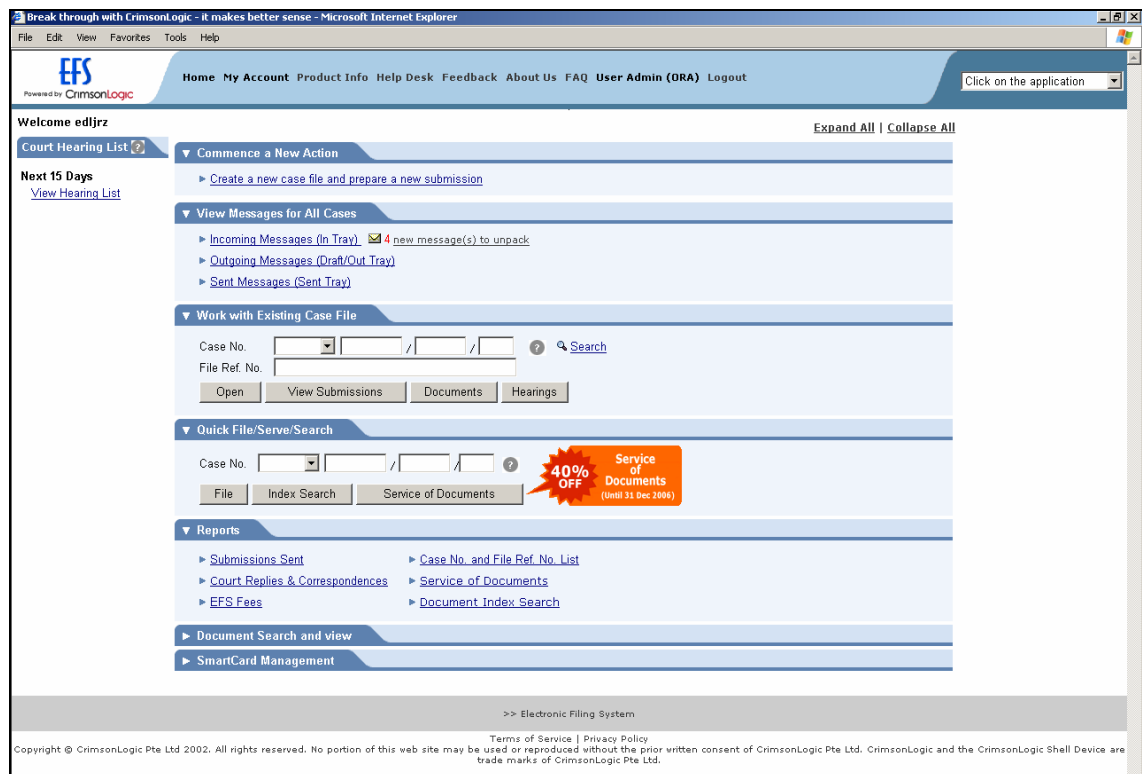 Break through with CrimsonLogic - it makes better sense - Microsoft Internet Explorer
File Edit View Favorites Tools Help
EFS
Powered by CrimsonLogic
Home My Account Product Info Help Desk Feedback About Us FAQ User Admin (ORA) Logout
Click on the application
Welcome edljrz
Expand All | Collapse All
Court Hearing List ?
Next 15 Days
View Hearing List
Commence a New Action
Create a new case file and prepare a new submission
View Messages for All Cases
Incoming Messages (In Tray) 4 new message(s) to unpack
Outgoing Messages (Draft/Out Tray)
Sent Messages (Sent Tray)
Work with Existing Case File
Case No. / / ? Search
File Ref. No.
Open View Submissions Documents Hearings
Quick File/Serve/Search
Case No. / / ?
File Index Search Service of Documents
40% OFF
Service
of
Documents
(Until 31 Dec 2006)
Reports
Submissions Sent Case No. and File Ref. No. List
Court Replies & Correspondences Service of Documents
EFS Fees Document Index Search
Document Search and view
SmartCard Management
>> Electronic Filing System
Terms of Service | Privacy Policy
Copyright © CrimsonLogic Pte Ltd 2002. All rights reserved. No portion of this web site may be used or reproduced without the prior written consent of CrimsonLogic Pte Ltd. CrimsonLogic and the CrimsonLogic Shell Device are
trade marks of CrimsonLogic Pte Ltd.